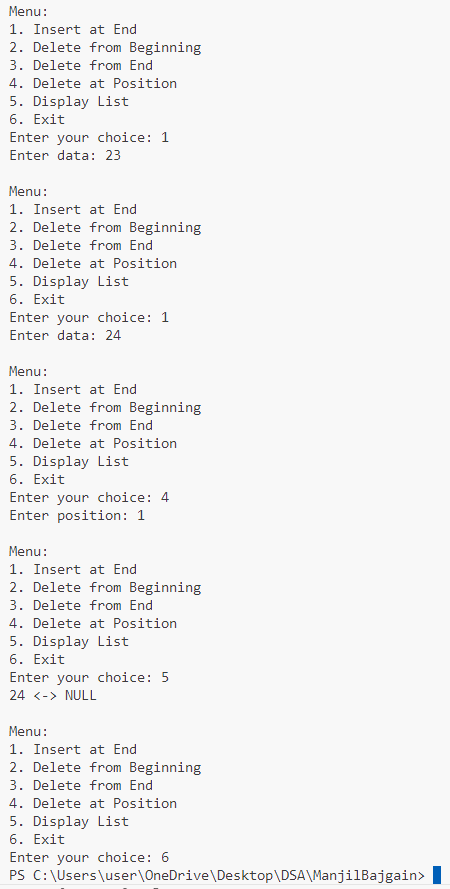 Menu:
1. Insert at End
2. Delete from Beginning
3. Delete from End
4. Delete at Position
5. Display List
6. Exit
Enter your choice: 1
Enter data: 23
Menu:
1. Insert at End
2. Delete from Beginning
3. Delete from End
4. Delete at Position
5. Display List
6. Exit
Enter your choice: 1
Enter data: 24
Menu:
1. Insert at End
2. Delete from Beginning
3. Delete from End
4. Delete at Position
5. Display List
6. Exit
Enter your choice: 4
Enter position: 1
Menu:
1. Insert at End
2. Delete from Beginning
3. Delete from End
4. Delete at Position
5. Display List
6. Exit
Enter your choice: 5
24 <-> NULL
Menu:
1. Insert at End
2. Delete from Beginning
3. Delete from End
4. Delete at Position
5. Display List
6. Exit
Enter your choice: 6
PS C:\Users\user\OneDrive\Desktop\DSA\ManjilBajgain>